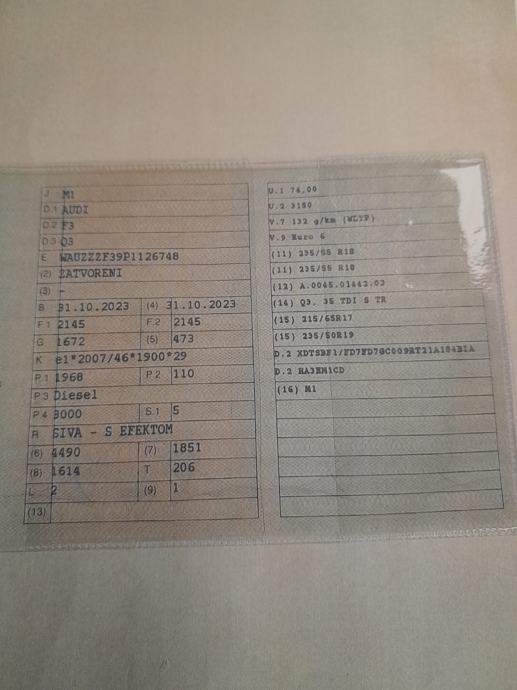 J M1
D.1 AUDI
D.2 F3
D.3 Q3
E WAUZZZF39P1126748
(2) ZATVORENI
(3) -
B 31.10.2023 (4) 31.10.2023
F.1 2145 F.2 2145
G 1672 (5) 473
K e1*2007/46*1900*29
P.1 1968 P.2 110
P.3 Diesel
P.4 3000 S.1 5
R SIVA - S EFEKTOM
(6) 4490 (7) 1851
(8) 1614 T 206
L 2 (9) 1
(13)
U.1 74,00
U.2 3150
V.7 132 g/km (WLTP)
V.9 Euro 6
(11) 235/55 R18
(11) 235/55 R18
(12) A.0045.01442.03
(14) Q3. 35 TDI S TR
(15) 215/65R17
(15) 235/50R19
D.2
D.2
(16) M1